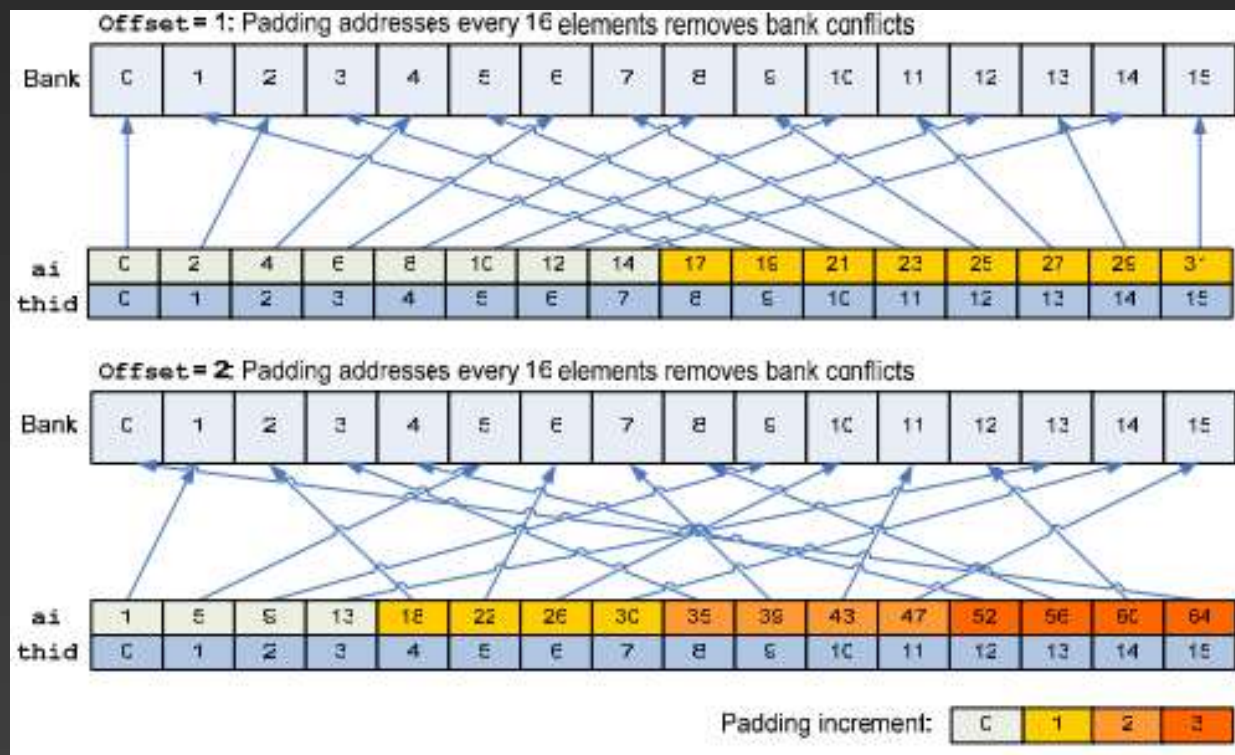 Offset = 1: Padding addresses every 16 elements removes bank conflicts
Bank 0 1 2 3 4 5 6 7 8 9 10 11 12 13 14 15
ai 0 2 4 6 8 10 12 14 17 19 21 23 25 27 29 31
thid 0 1 2 3 4 5 6 7 8 9 10 11 12 13 14 15
Offset = 2: Padding addresses every 16 elements removes bank conflicts
Bank 0 1 2 3 4 5 6 7 8 9 10 11 12 13 14 15
ai 1 5 9 13 18 22 26 30 35 39 43 47 52 56 60 64
thid 0 1 2 3 4 5 6 7 8 9 10 11 12 13 14 15
Padding increment: 0 1 2 3